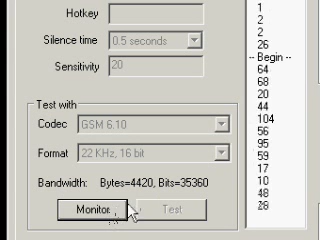 Hotkey
Silence time 0.5 seconds
Sensitivity 20
Test with
Codec GSM 6.10
Format 22 KHz, 16 bit
Bandwidth: Bytes=4420, Bits=35360
Monitor Test
1
2
2
26
-- Begin --
64
68
20
44
104
56
95
59
17
10
48
28